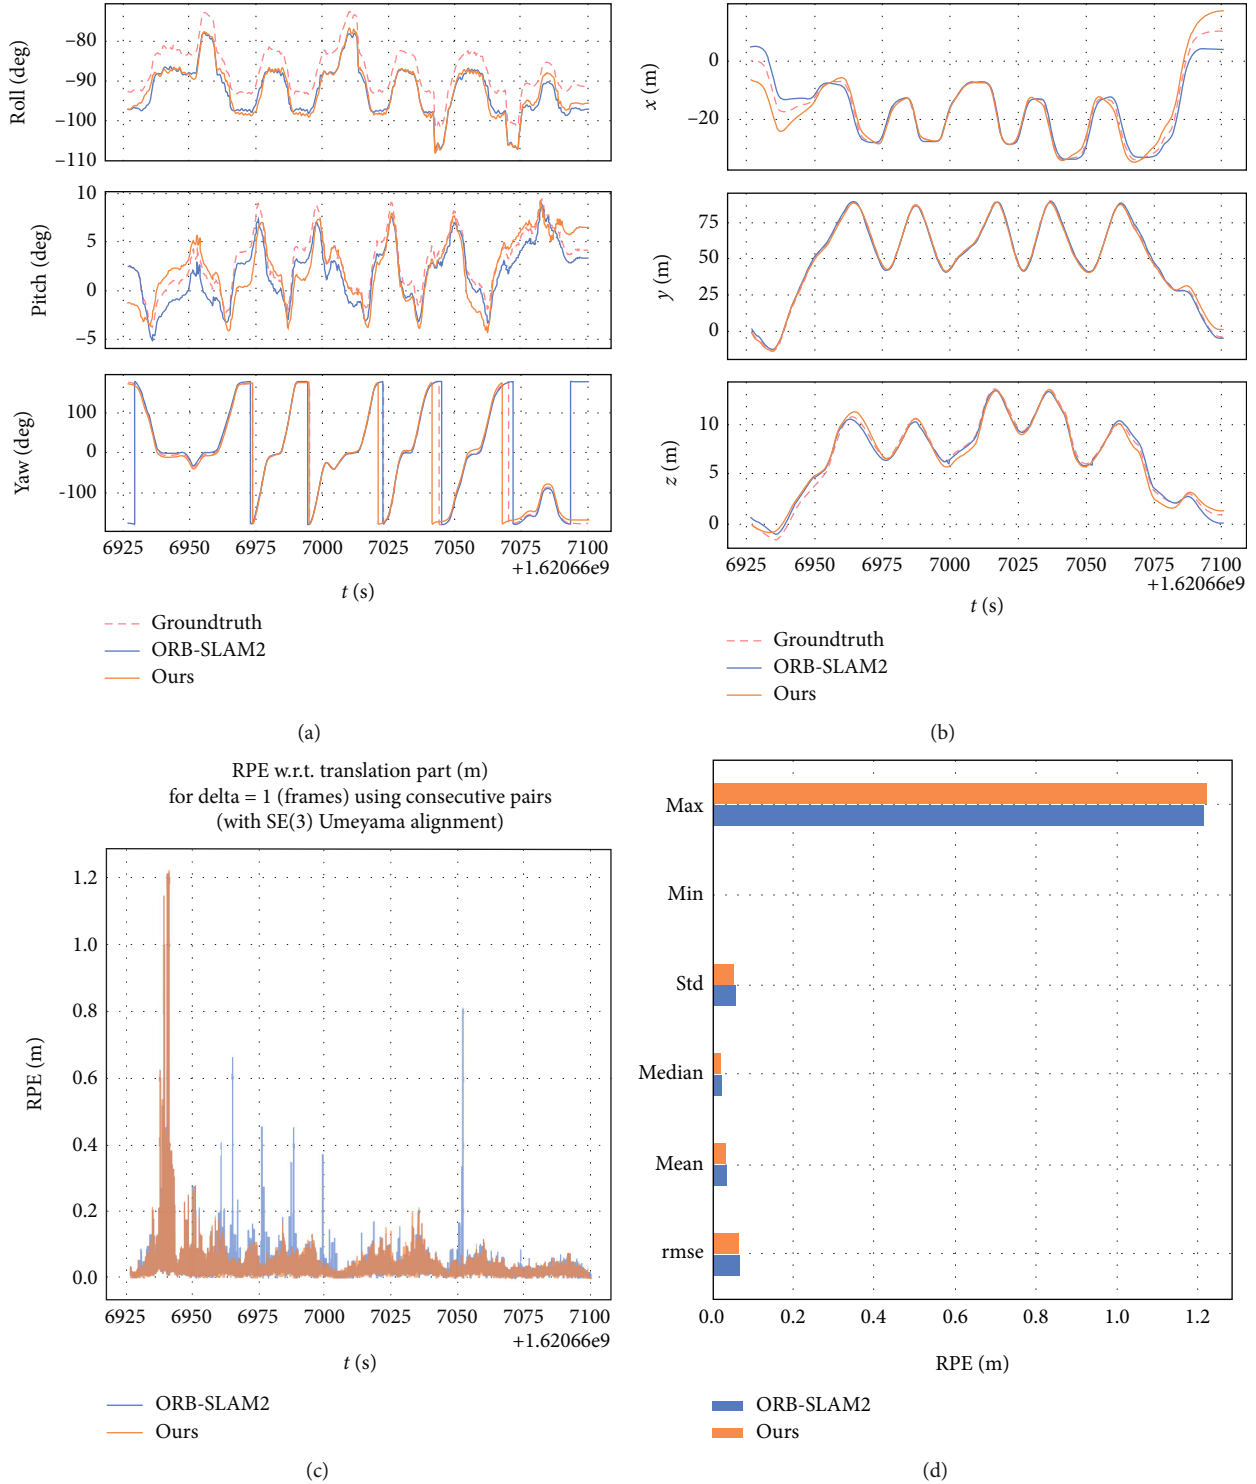 Roll (deg)
−80
−90
−100
−110
Pitch (deg)
10
5
0
−5
Yaw (deg)
100
0
-100
6925 6950 6975 7000 7025 7050 7075 7100
+1.62066e9
t (s)
Groundtruth
ORB-SLAM2
Ours
(a)
x (m)
0
−20
y (m)
75
50
25
0
z (m)
10
5
0
6925 6950 6975 7000 7025 7050 7075 7100
+1.62066e9
t (s)
Groundtruth
ORB-SLAM2
Ours
(b)
RPE w.r.t. translation part (m)
for delta = 1 (frames) using consecutive pairs
(with SE(3) Umeyama alignment)
RPE (m)
1.2
1.0
0.8
0.6
0.4
0.2
0.0
6925 6950 6975 7000 7025 7050 7075 7100
+1.62066e9
t (s)
ORB-SLAM2
Ours
(c)
Max
Min
Std
Median
Mean
rmse
0.0 0.2 0.4 0.6 0.8 1.0 1.2
RPE (m)
ORB-SLAM2
Ours
(d)